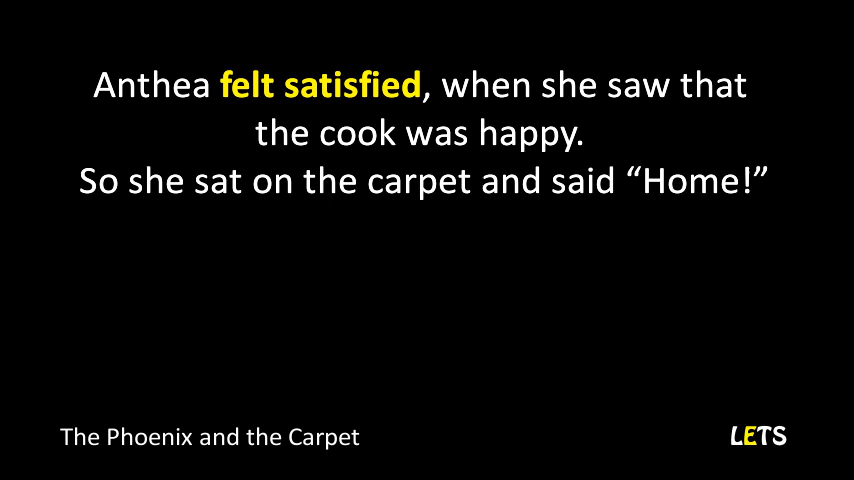 Anthea felt satisfied, when she saw that
the cook was happy.
So she sat on the carpet and said “Home!”
The Phoenix and the Carpet
LETS